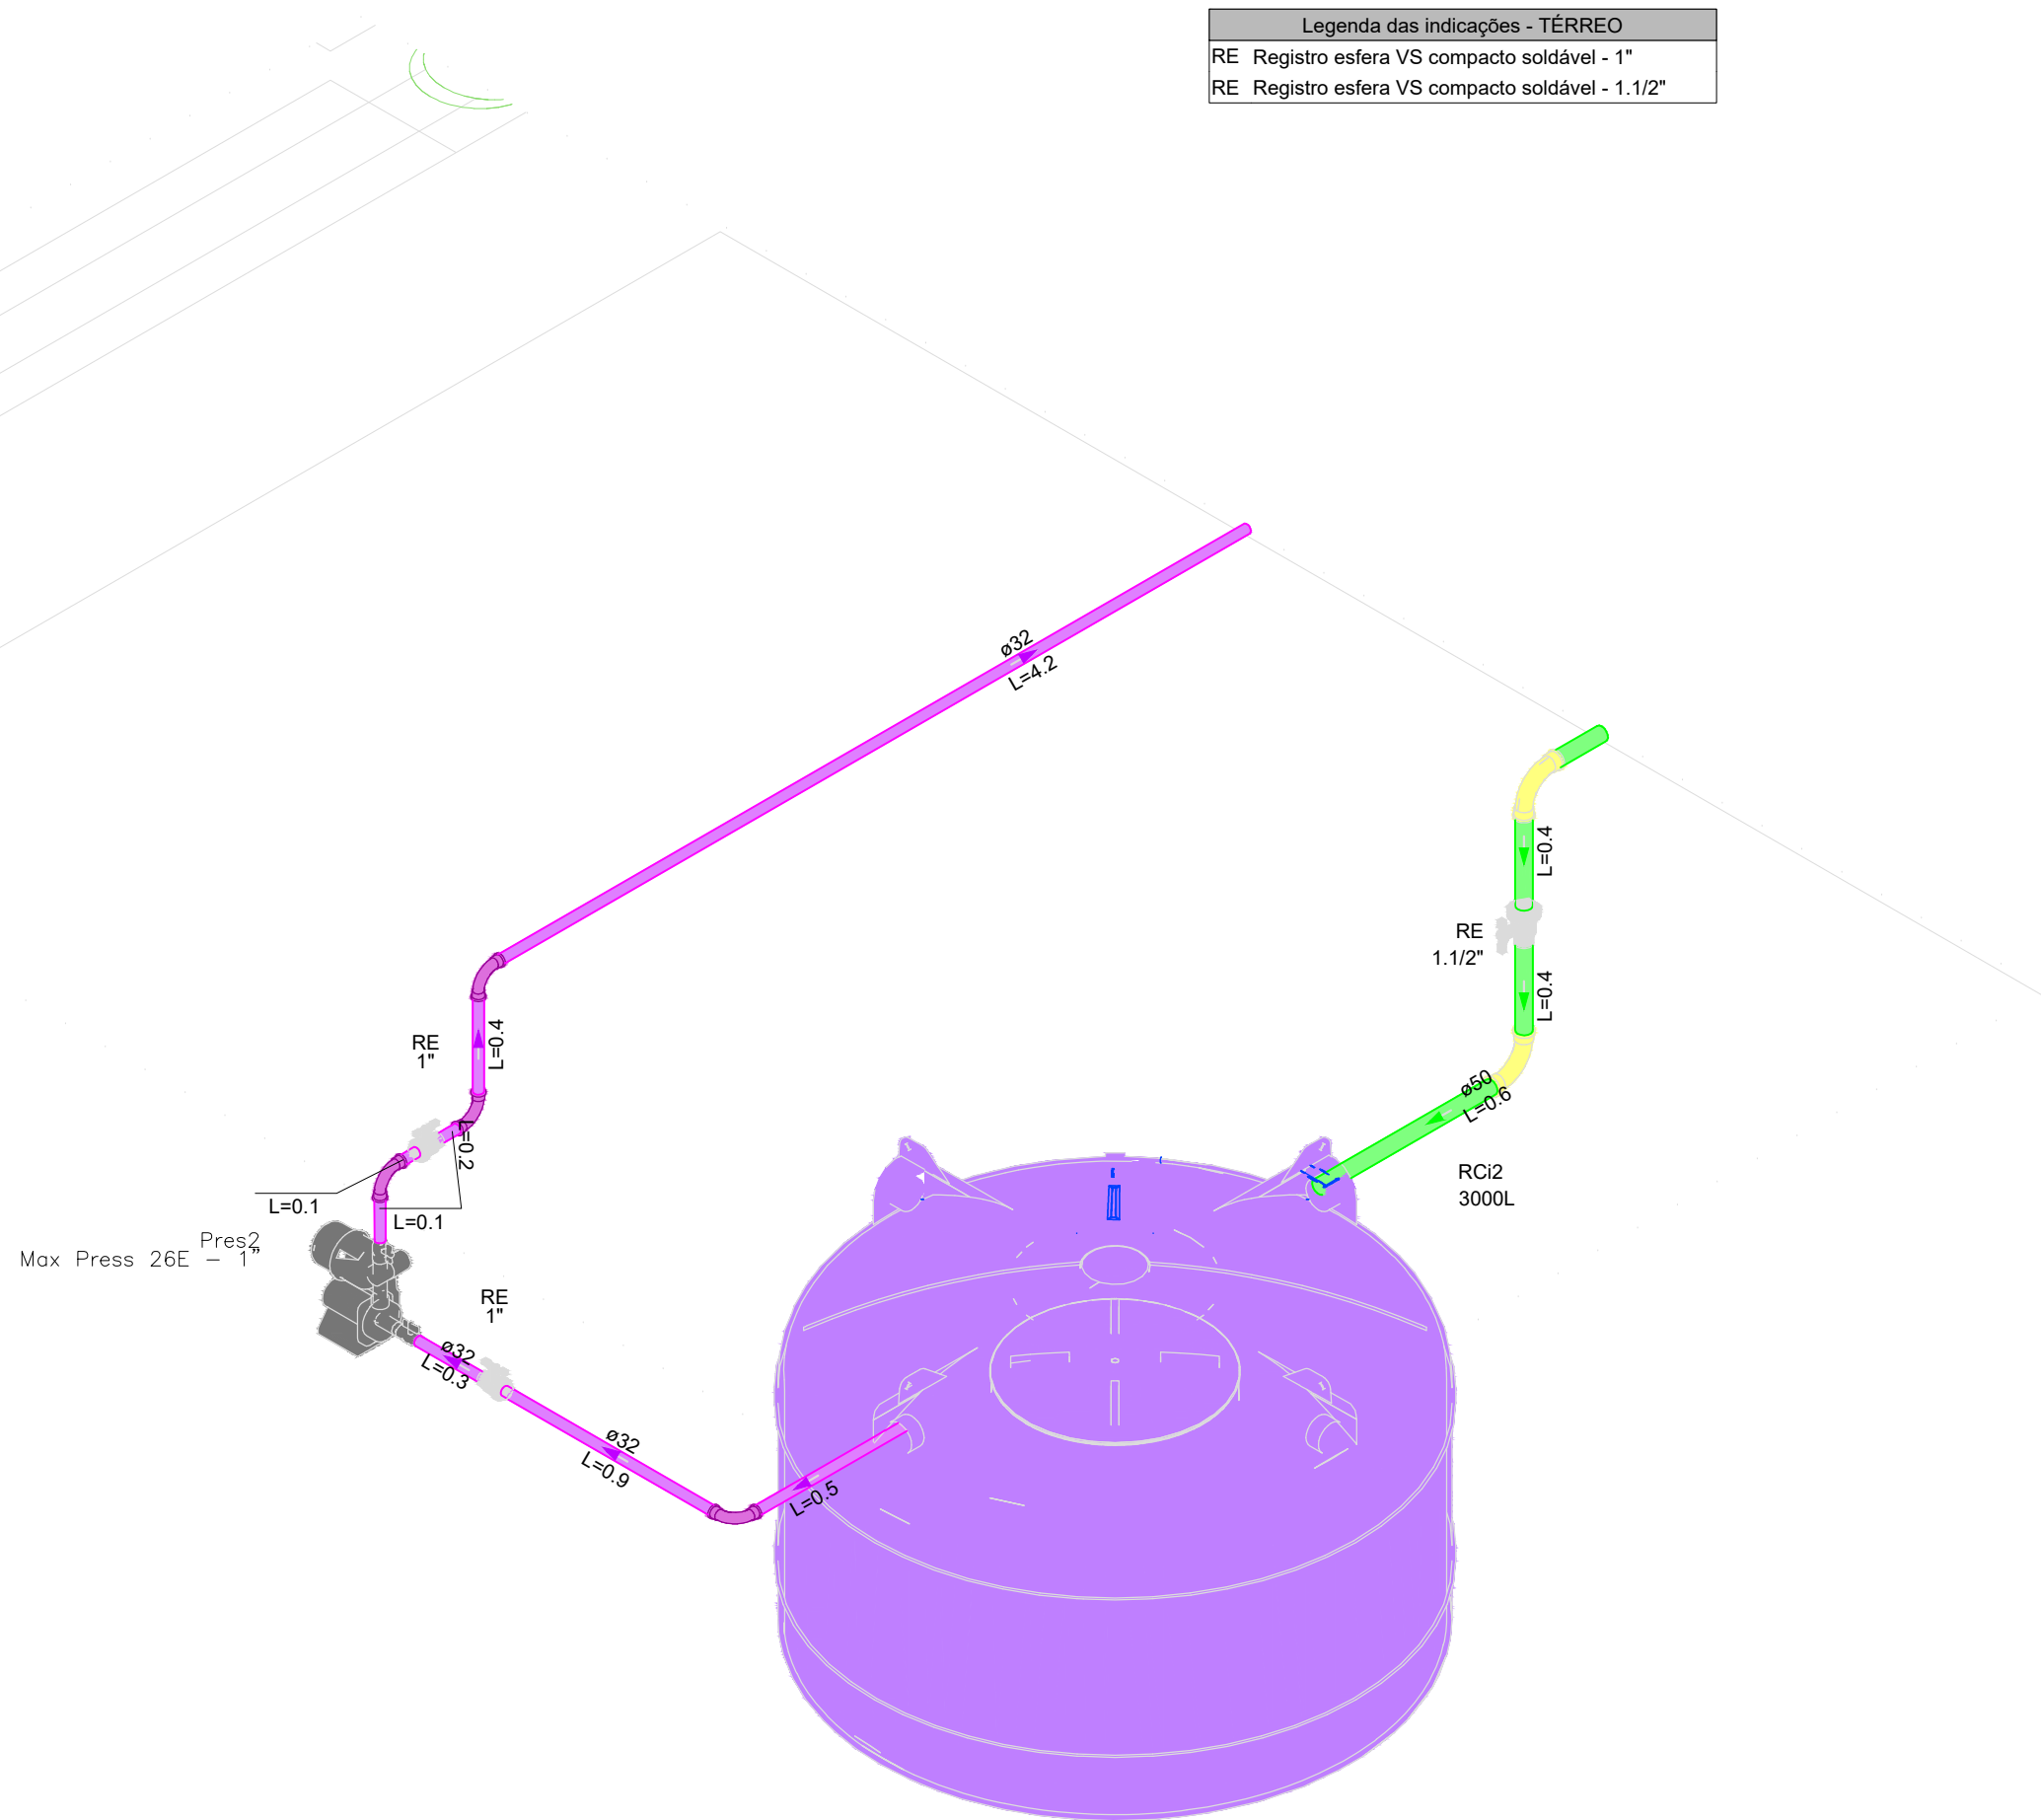 Legenda das indicações - TÉRREO
RE Registro esfera VS compacto soldável - 1"
RE Registro esfera VS compacto soldável - 1.1/2"
ø32
L=4.2
L=0.4
RE
1.1/2"
L=0.4
ø50
L=0.6
RCi2
3000L
RE
1"
L=0.4
L=0.2
L=0.1
L=0.1
Pres2
Max Press 26E - 1"
RE
1"
ø32
L=0.3
ø32
L=0.9
L=0.5